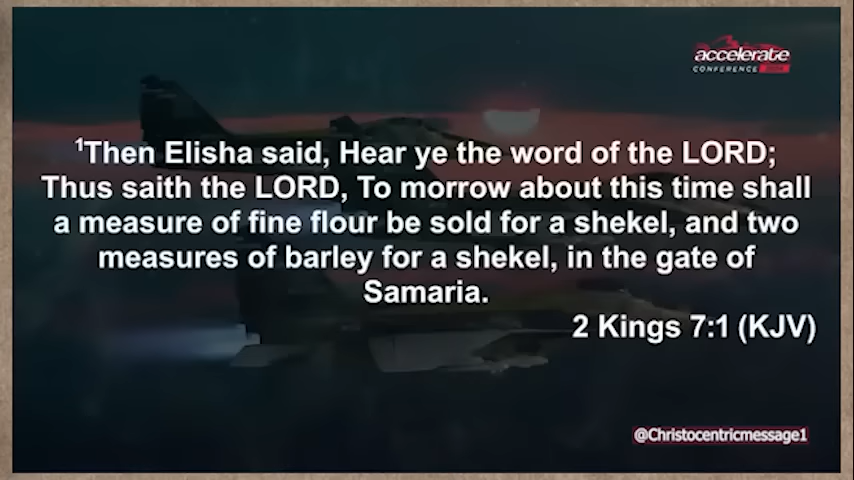 accelerate
CONFERENCE
¹Then Elisha said, Hear ye the word of the LORD;
Thus saith the LORD, To morrow about this time shall
a measure of fine flour be sold for a shekel, and two
measures of barley for a shekel, in the gate of
Samaria.
2 Kings 7:1 (KJV)
@Christocentricmessage1